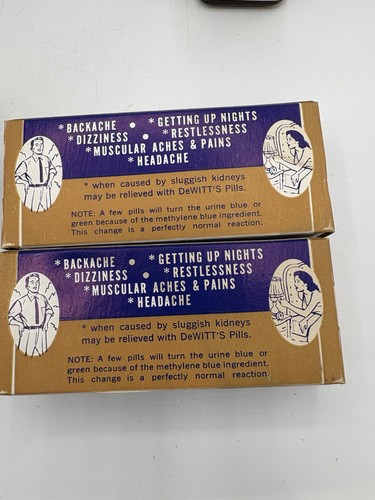 * BACKACHE • * GETTING UP NIGHTS
* DIZZINESS • * RESTLESSNESS
* MUSCULAR ACHES & PAINS
* HEADACHE
* when caused by sluggish kidneys
may be relieved with DeWITT'S Pills.
NOTE: A few pills will turn the urine blue or
green because of the methylene blue ingredient.
This change is a perfectly normal reaction.
* BACKACHE • * GETTING UP NIGHTS
* DIZZINESS • * RESTLESSNESS
* MUSCULAR ACHES & PAINS
* HEADACHE
* when caused by sluggish kidneys
may be relieved with DeWITT'S Pills.
NOTE: A few pills will turn the urine blue or
green because of the methylene blue ingredient.
This change is a perfectly normal reaction.